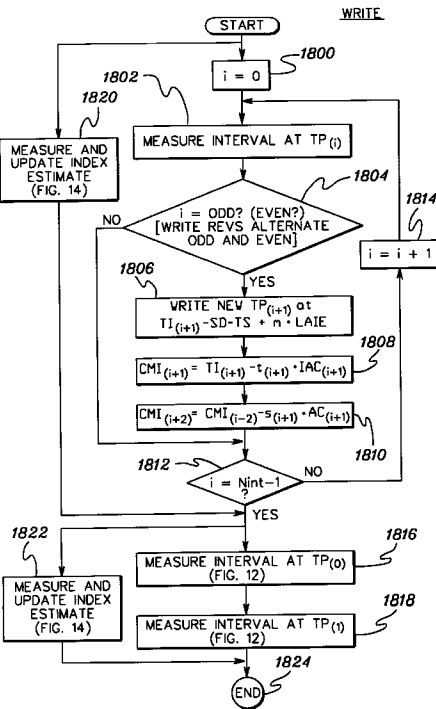 WRITE
START
1800
i = 0
1802
1820
MEASURE AND
UPDATE INDEX
ESTIMATE
(FIG. 14)
MEASURE INTERVAL AT TP(i)
1804
NO
i = ODD? (EVEN?)
[WRITE REVS ALTERNATE
ODD AND EVEN]
1814
i = i + 1
YES
1806
WRITE NEW TP(i+1) at
TI(i+1)-SD-TS + m · LAIE
1808
CMI(i+1)= TI(i+1)-t(i+1)·IAC(i+1)
CMI(i+2)= CMI(i-2)-s(i+1)·AC(i+1)
1810
1812
i = Nint-1
?
NO
YES
1822
MEASURE AND
UPDATE INDEX
ESTIMATE
(FIG. 14)
1816
MEASURE INTERVAL AT TP(0)
(FIG. 12)
1818
MEASURE INTERVAL AT TP(1)
(FIG. 12)
1824
END